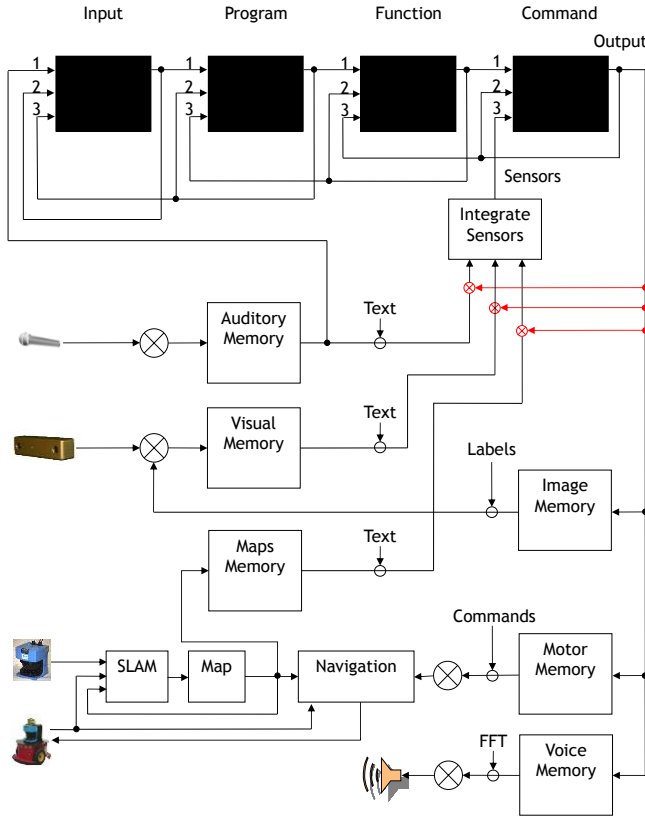 Input Program Function Command
Output
1 1 1 1
2 2 2 2
3 3 3 3
Sensors
Integrate
Sensors
Text
Auditory
Memory
Text
Visual
Memory
Labels
Image
Memory
Text
Maps
Memory
Commands
SLAM Map Navigation Motor
Memory
FFT
Voice
Memory